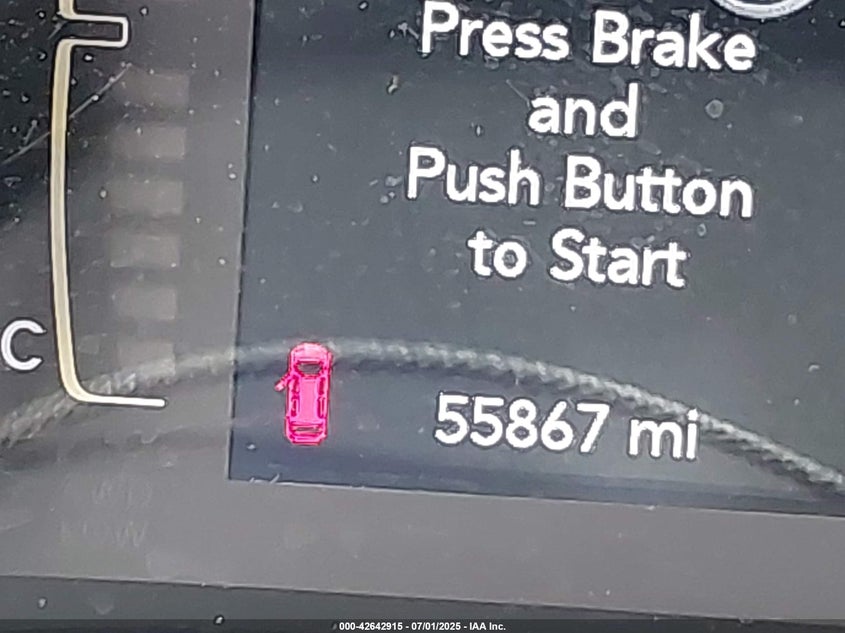 Press Brake
and
Push Button
to Start
C
55867 mi
000-42642915 - 07/01/2025 - IAA Inc.